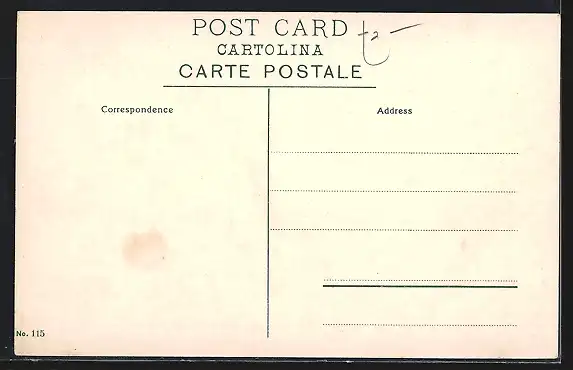 POST CARD
CARTOLINA
CARTE POSTALE
Correspondence
Address
No. 115